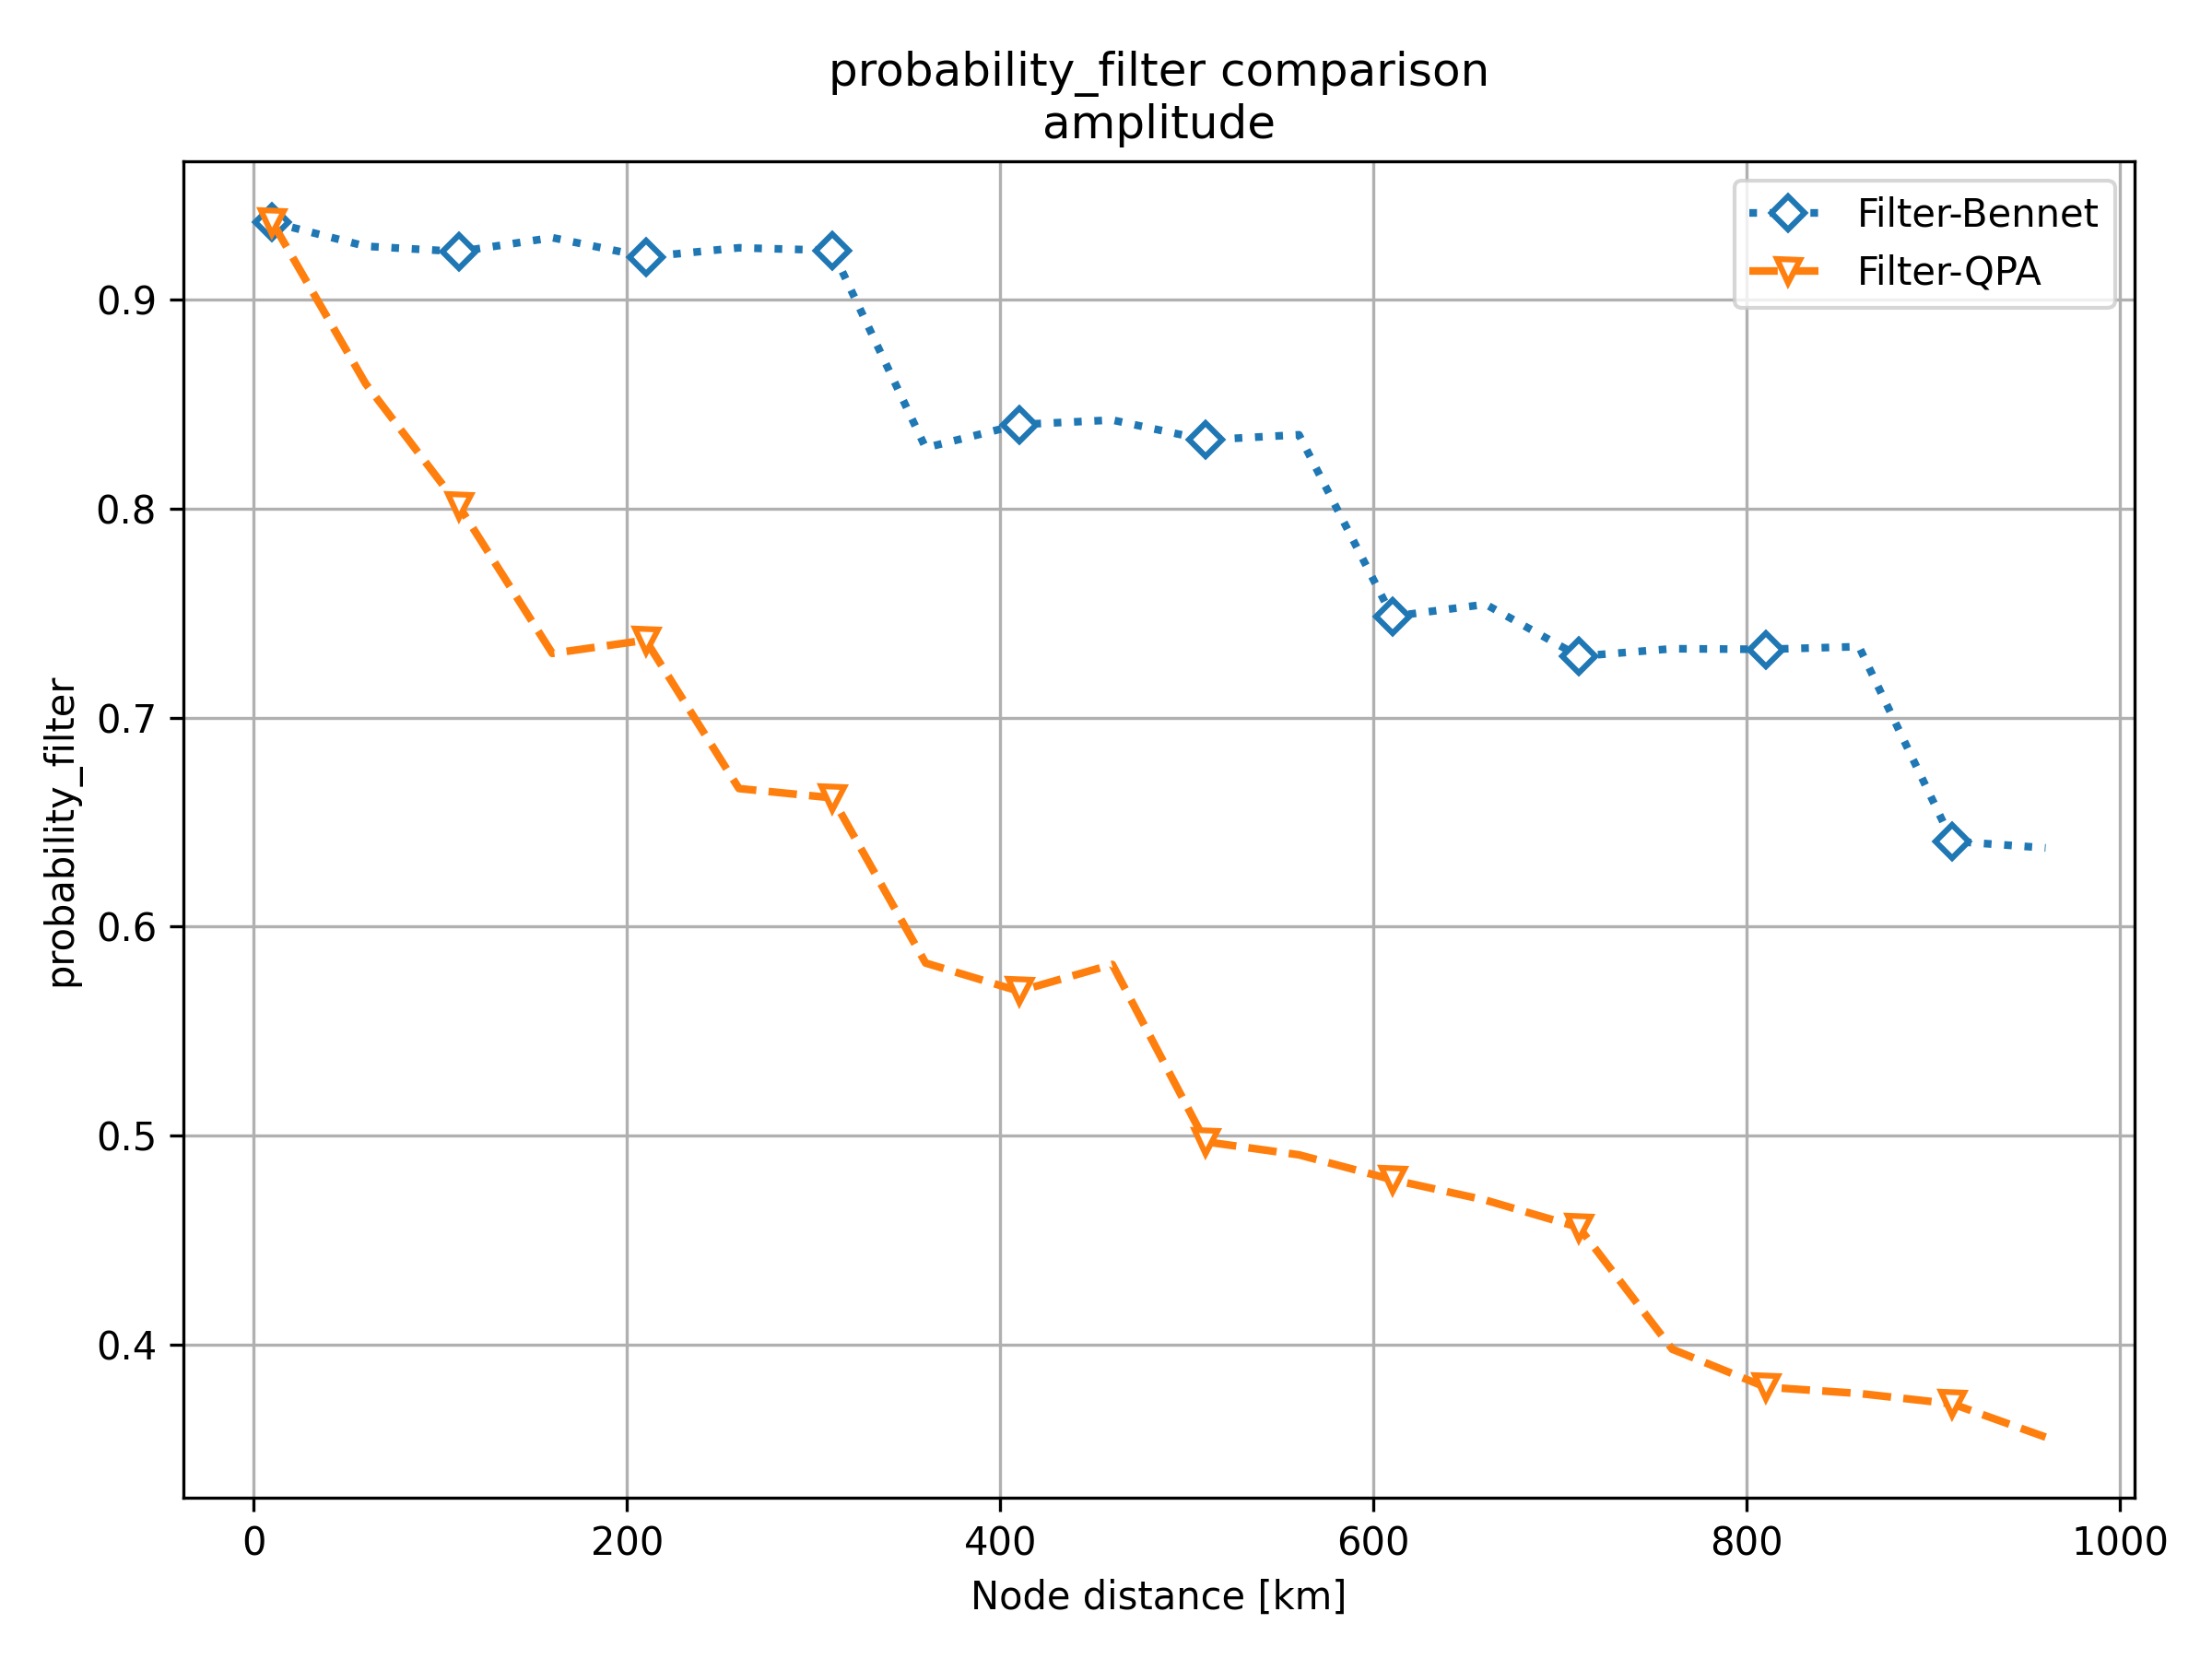 probability_filter comparison
amplitude
Filter-Bennet
Filter-QPA
probability_filter
0.9
0.8
0.7
0.6
0.5
0.4
0
200
400
600
800
1000
Node distance [km]